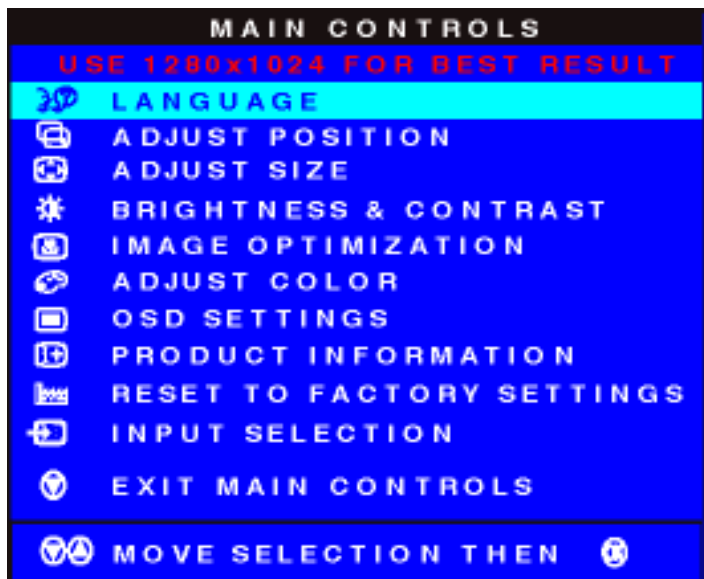 MAIN CONTROLS
USE 1280x1024 FOR BEST RESULT
LANGUAGE
ADJUST POSITION
ADJUST SIZE
BRIGHTNESS & CONTRAST
IMAGE OPTIMIZATION
ADJUST COLOR
OSD SETTINGS
PRODUCT INFORMATION
RESET TO FACTORY SETTINGS
INPUT SELECTION
EXIT MAIN CONTROLS
MOVE SELECTION THEN OK